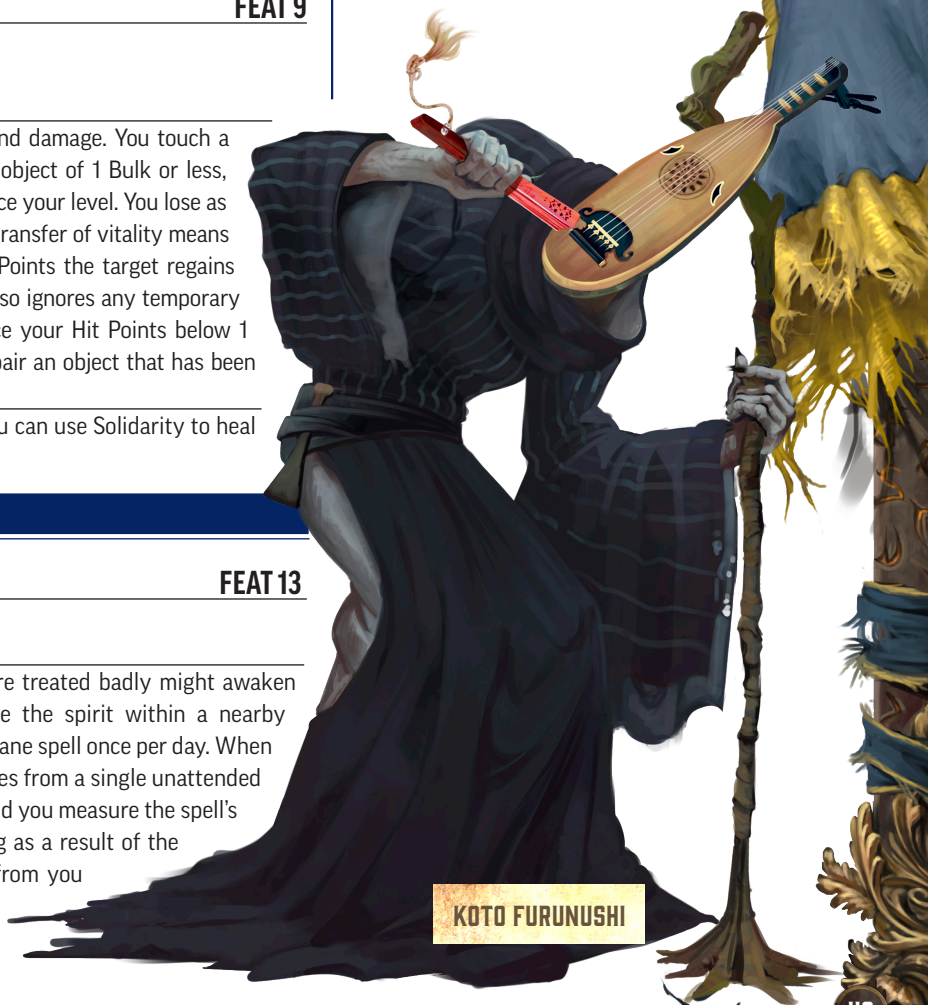 FEAT 9
nd damage. You touch a
object of 1 Bulk or less,
ce your level. You lose as
ransfer of vitality means
Points the target regains
so ignores any temporary
e your Hit Points below 1
pair an object that has been
u can use Solidarity to heal
FEAT 13
re treated badly might awaken
e the spirit within a nearby
ane spell once per day. When
es from a single unattended
d you measure the spell's
g as a result of the
from you
KOTO FURUNUSHI